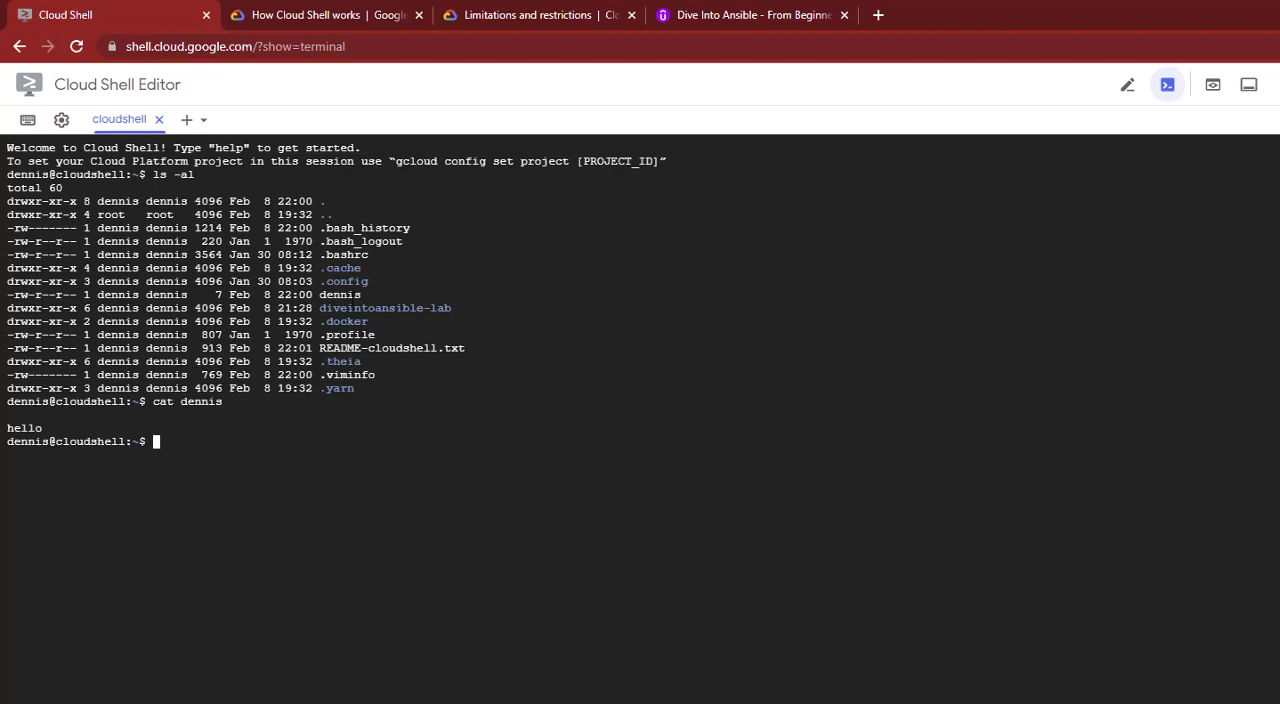 Cloud Shell
How Cloud Shell works | Google
Limitations and restrictions | Clo
Dive Into Ansible - From Beginne
shell.cloud.google.com/?show=terminal
Cloud Shell Editor
cloudshell
Welcome to Cloud Shell! Type "help" to get started.
To set your Cloud Platform project in this session use “gcloud config set project [PROJECT_ID]”
dennis@cloudshell:~$ ls -al
total 60
drwxr-xr-x 8 dennis dennis 4096 Feb  8 22:00 .
drwxr-xr-x 4 root   root   4096 Feb  8 19:32 ..
-rw------- 1 dennis dennis 1214 Feb  8 22:00 .bash_history
-rw-r--r-- 1 dennis dennis  220 Jan  1  1970 .bash_logout
-rw-r--r-- 1 dennis dennis 3564 Jan 30 08:12 .bashrc
drwxr-xr-x 4 dennis dennis 4096 Feb  8 19:32 .cache
drwxr-xr-x 3 dennis dennis 4096 Jan 30 08:03 .config
-rw-r--r-- 1 dennis dennis    7 Feb  8 22:00 dennis
drwxr-xr-x 6 dennis dennis 4096 Feb  8 21:28 diveintoansible-lab
drwxr-xr-x 2 dennis dennis 4096 Feb  8 19:32 .docker
-rw-r--r-- 1 dennis dennis  807 Jan  1  1970 .profile
-rw-r--r-- 1 dennis dennis  913 Feb  8 22:01 README-cloudshell.txt
drwxr-xr-x 6 dennis dennis 4096 Feb  8 19:32 .theia
-rw------- 1 dennis dennis  769 Feb  8 22:00 .viminfo
drwxr-xr-x 3 dennis dennis 4096 Feb  8 19:32 .yarn
dennis@cloudshell:~$ cat dennis
hello
dennis@cloudshell:~$